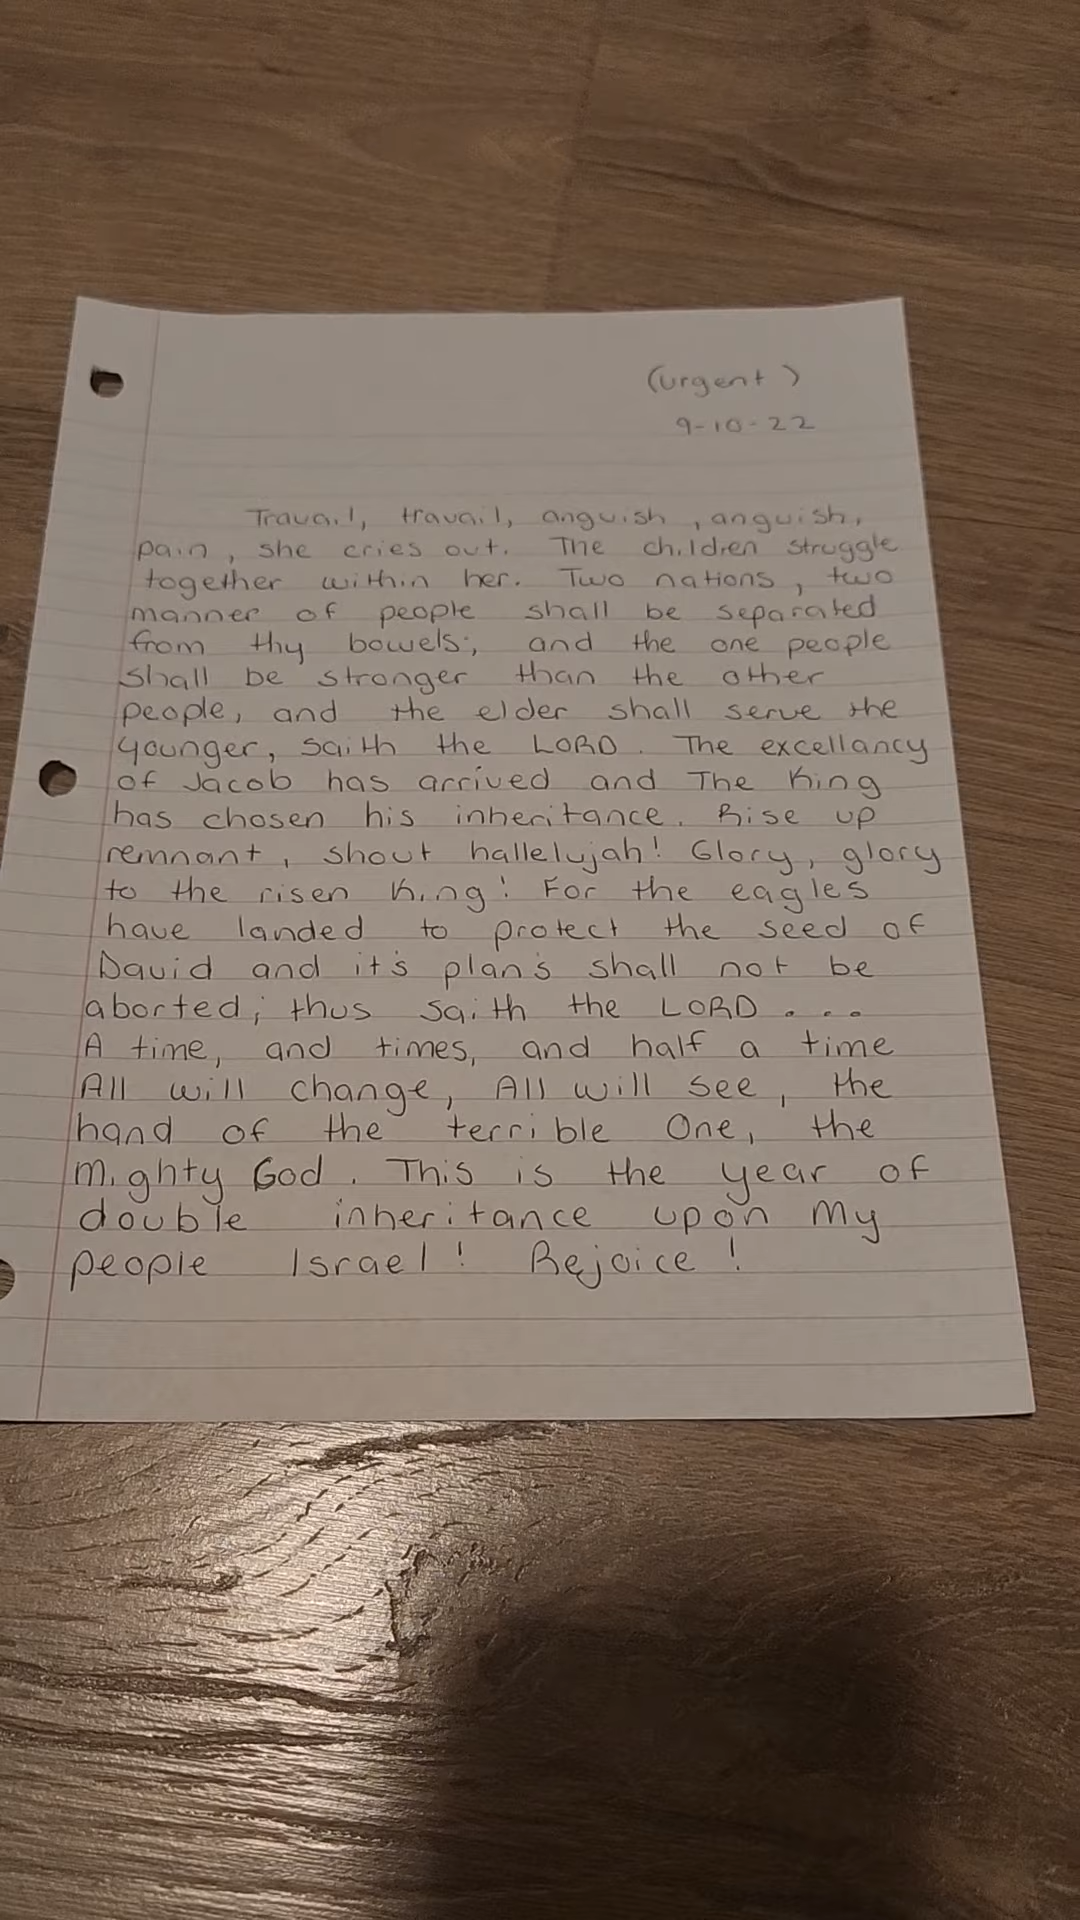 (urgent)
9-10-22
Travail, travail, anguish, anguish,
pain, she cries out. The children struggle
together within her. Two nations, two
manner of people shall be separated
from thy bowels; and the one people
shall be stronger than the other
people, and the elder shall serve the
younger, saith the LORD. The excellancy
of Jacob has arrived and The King
has chosen his inheritance. Rise up
remnant, shout hallelujah! Glory, glory
to the risen King! For the eagles
have landed to protect the seed of
David and it's plans shall not be
aborted; thus saith the LORD...
A time, and times, and half a time
All will change, All will see, the
hand of the terrible One, the
mighty God. This is the year of
double inheritance upon My
people Israel! Rejoice!